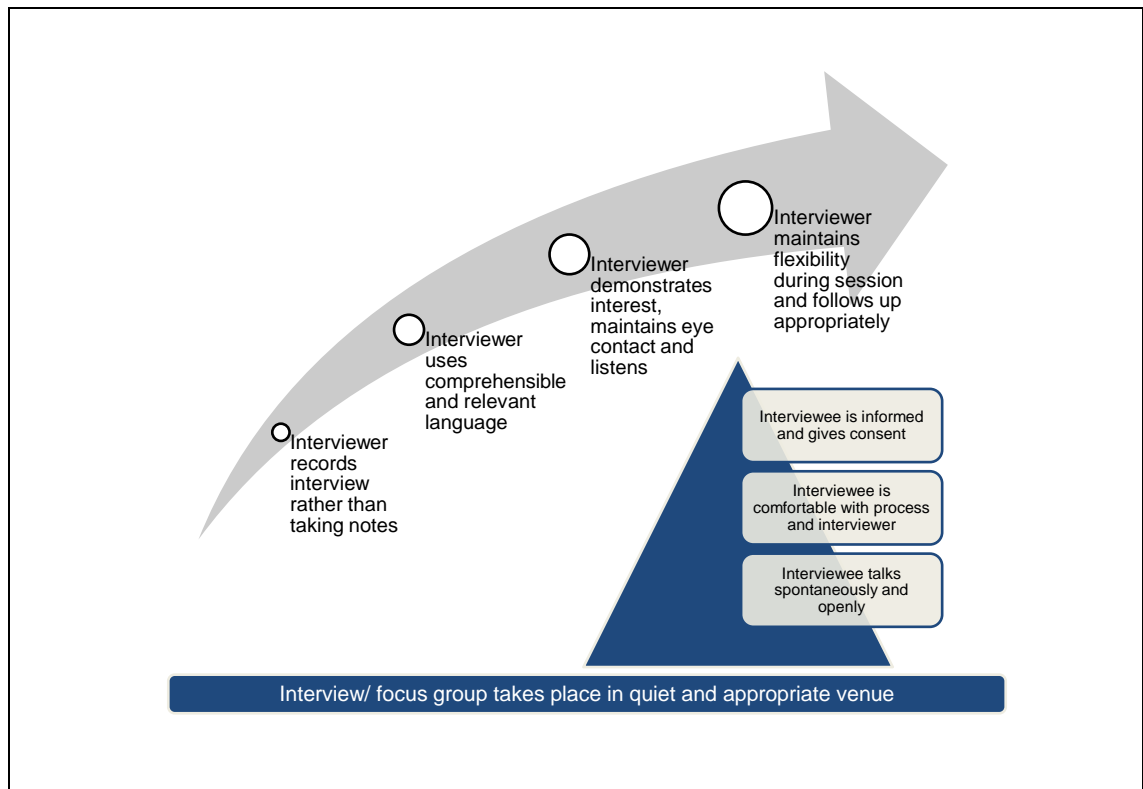 Interviewer
maintains
flexibility
during session
and follows up
appropriately
Interviewer
demonstrates
interest,
maintains eye
contact and
listens
Interviewer
uses
comprehensible
and relevant
language
Interviewer
records
interview
rather than
taking notes
Interviewee is informed
and gives consent
Interviewee is
comfortable with process
and interviewer
Interviewee talks
spontaneously and
openly
Interview/ focus group takes place in quiet and appropriate venue